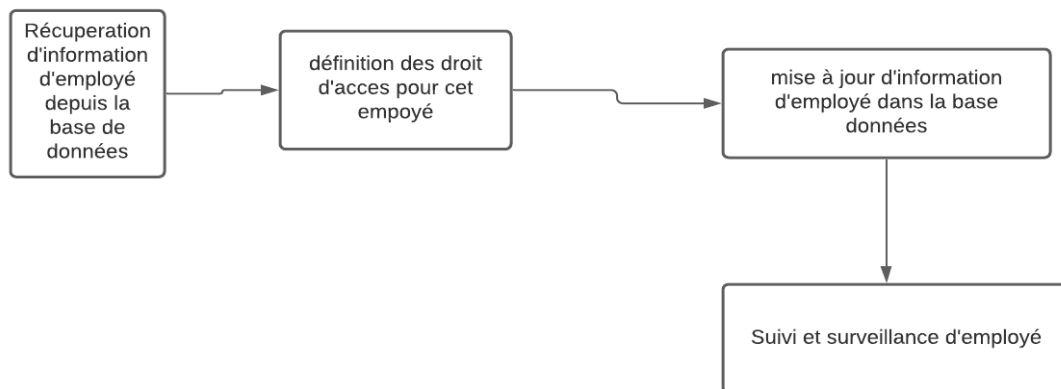 Récuperation
d'information
d'employé
depuis la
base de
données
définition des droit
d'acces pour cet
empoyé
mise à jour d'information
d'employé dans la base
données
Suivi et surveillance d'employé